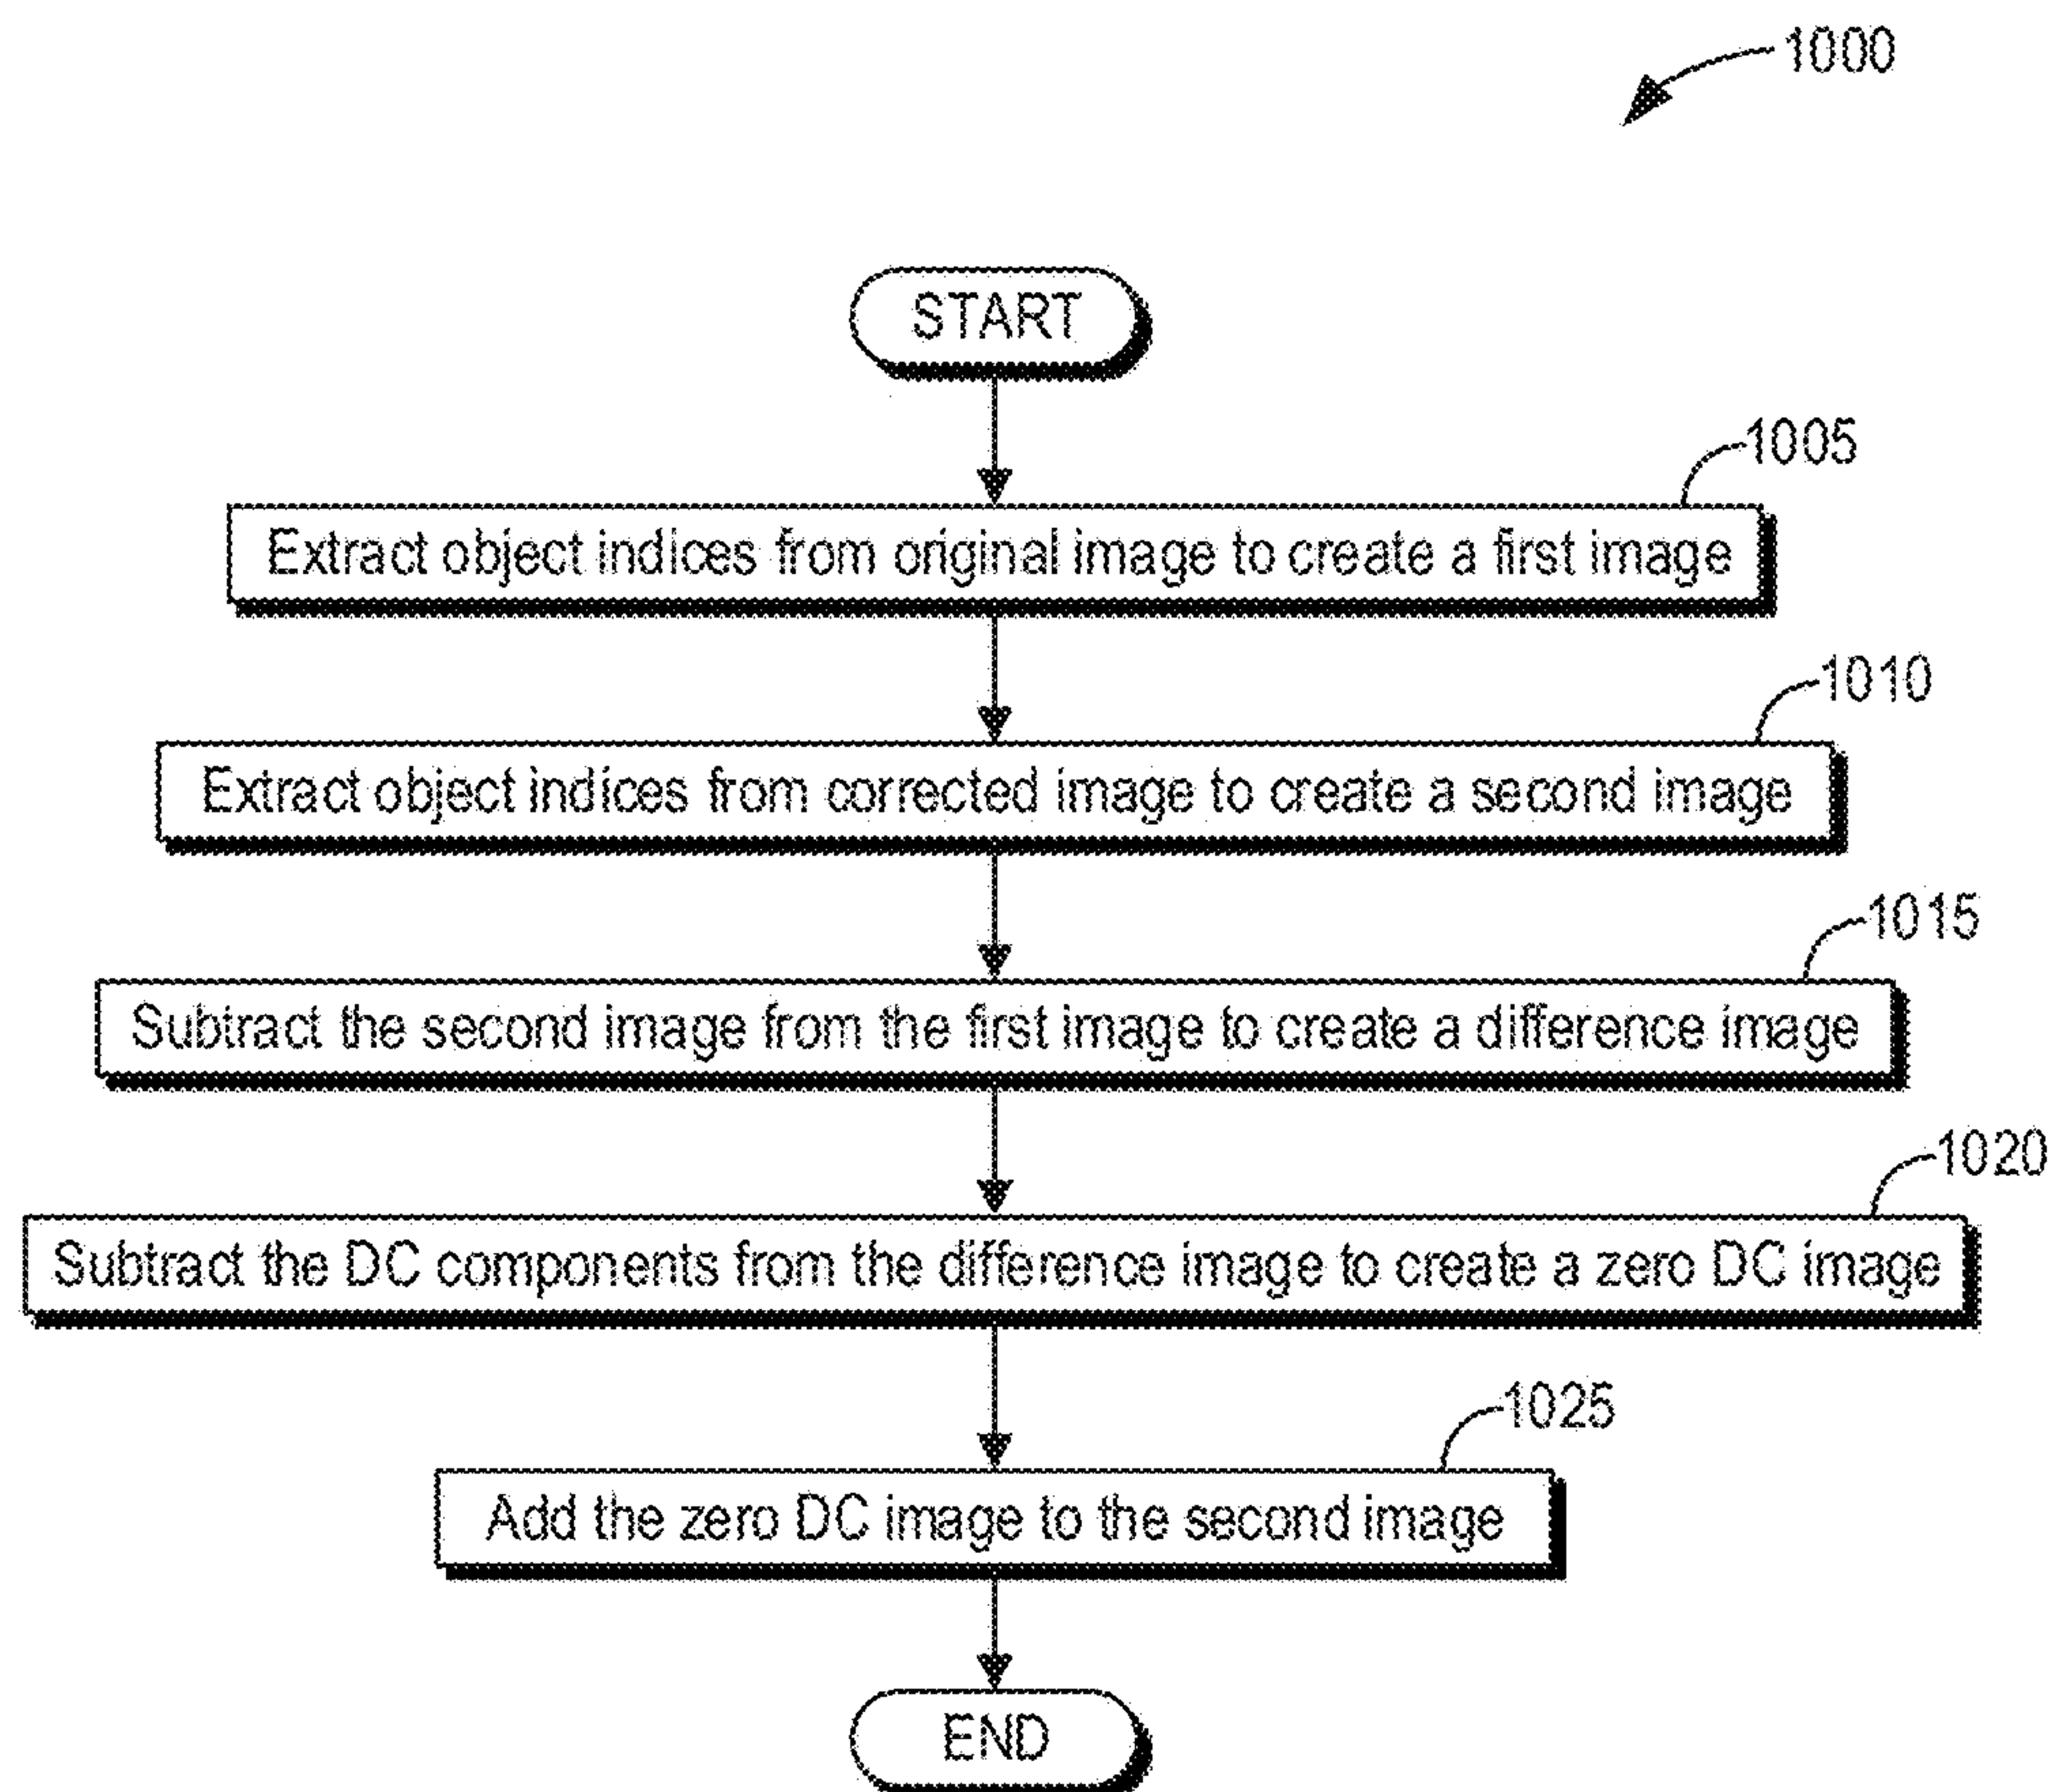 1000
START
1005
Extract object indices from original image to create a first image
1010
Extract object indices from corrected image to create a second image
1015
Subtract the second image from the first image to create a difference image
1020
Subtract the DC components from the difference image to create a zero DC image
1025
Add the zero DC image to the second image
END